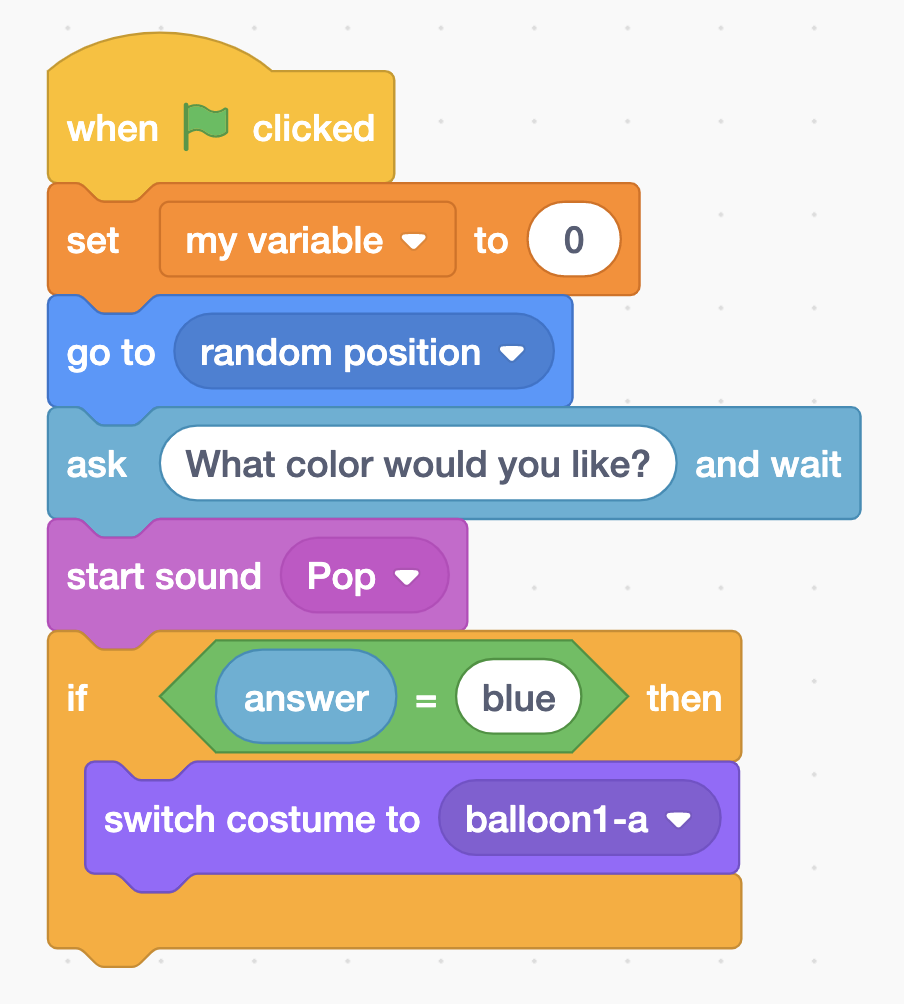 when clicked
set my variable to 0
go to random position
ask What color would you like? and wait
start sound Pop
if answer = blue then
switch costume to balloon1-a